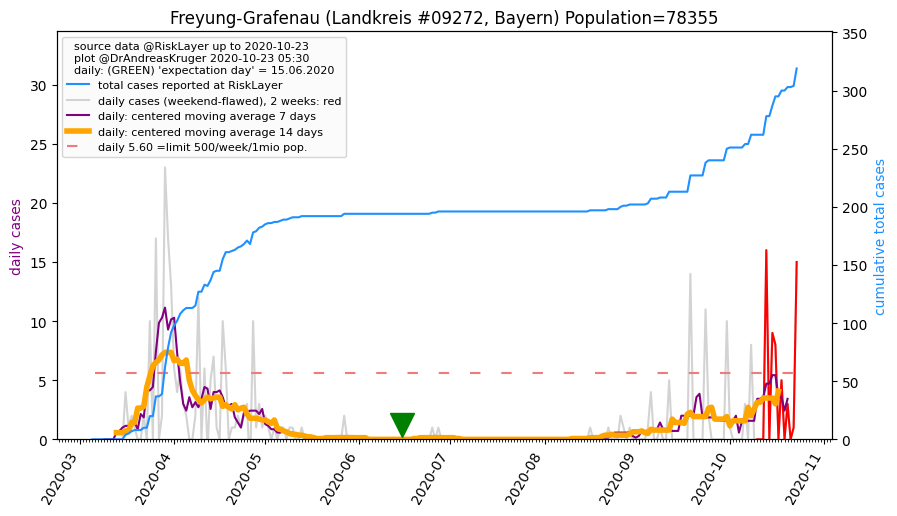 Freyung-Grafenau (Landkreis #09272, Bayern) Population=78355
source data @RiskLayer up to 2020-10-23
plot @DrAndreasKruger 2020-10-23 05:30
daily: (GREEN) 'expectation day' = 15.06.2020
total cases reported at RiskLayer
daily cases (weekend-flawed), 2 weeks: red
daily: centered moving average 7 days
daily: centered moving average 14 days
daily 5.60 =limit 500/week/1mio pop.
daily cases
30
25
20
15
10
5
0
350
300
250
200
150
100
50
0
cumulative total cases
2020-03
2020-04
2020-05
2020-06
2020-07
2020-08
2020-09
2020-10
2020-11